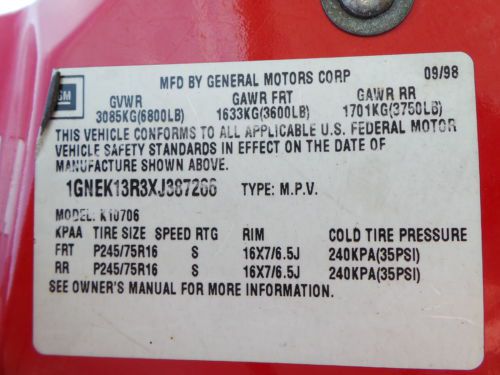 GM
MFD BY GENERAL MOTORS CORP 09/98
GVWR GAWR FRT GAWR RR
3085KG(6800LB) 1633KG(3600LB) 1701KG(3750LB)
THIS VEHICLE CONFORMS TO ALL APPLICABLE U.S. FEDERAL MOTOR
VEHICLE SAFETY STANDARDS IN EFFECT ON THE DATE OF
MANUFACTURE SHOWN ABOVE.
1GNEK13R3XJ387266 TYPE: M.P.V.
MODEL: K10706
KPAA TIRE SIZE SPEED RTG RIM COLD TIRE PRESSURE
FRT P245/75R16 S 16X7/6.5J 240KPA(35PSI)
RR P245/75R16 S 16X7/6.5J 240KPA(35PSI)
SEE OWNER'S MANUAL FOR MORE INFORMATION.